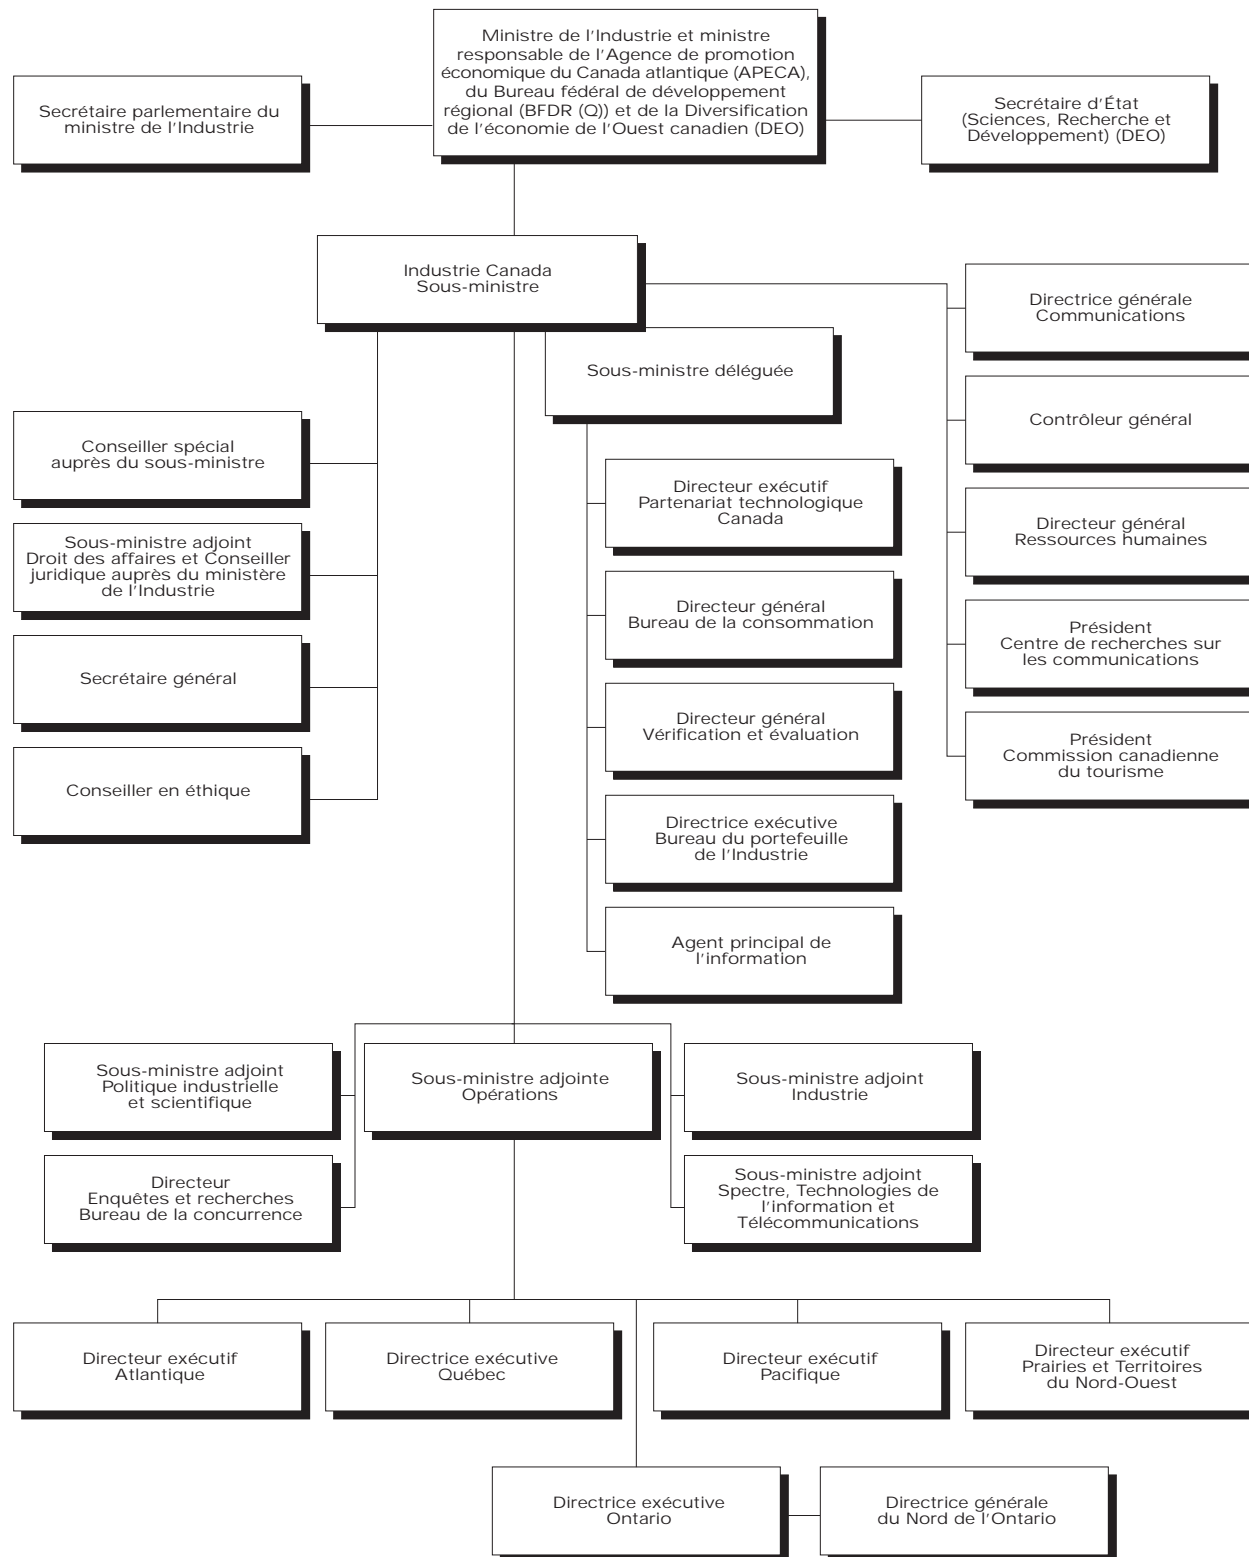 Ministre de l'Industrie et ministre
responsable de l'Agence de promotion
économique du Canada atlantique (APECA),
du Bureau fédéral de développement
régional (BFDR (Q)) et de la Diversification
de l'économie de l'Ouest canadien (DEO)
Secrétaire parlementaire du
ministre de l'Industrie
Secrétaire d'État
(Sciences, Recherche et
Développement) (DEO)
Industrie Canada
Sous-ministre
Sous-ministre déléguée
Directrice générale
Communications
Contrôleur général
Directeur général
Ressources humaines
Président
Centre de recherches sur
les communications
Président
Commission canadienne
du tourisme
Conseiller spécial
auprès du sous-ministre
Sous-ministre adjoint
Droit des affaires et Conseiller
juridique auprès du ministère
de l'Industrie
Secrétaire général
Conseiller en éthique
Directeur exécutif
Partenariat technologique
Canada
Directeur général
Bureau de la consommation
Directeur général
Vérification et évaluation
Directrice exécutive
Bureau du portefeuille
de l'Industrie
Agent principal de
l'information
Sous-ministre adjoint
Politique industrielle
et scientifique
Sous-ministre adjointe
Opérations
Sous-ministre adjoint
Industrie
Directeur
Enquêtes et recherches
Bureau de la concurrence
Sous-ministre adjoint
Spectre, Technologies de
l'information et
Télécommunications
Directeur exécutif
Atlantique
Directrice exécutive
Québec
Directeur exécutif
Pacifique
Directeur exécutif
Prairies et Territoires
du Nord-Ouest
Directrice exécutive
Ontario
Directrice générale
du Nord de l'Ontario